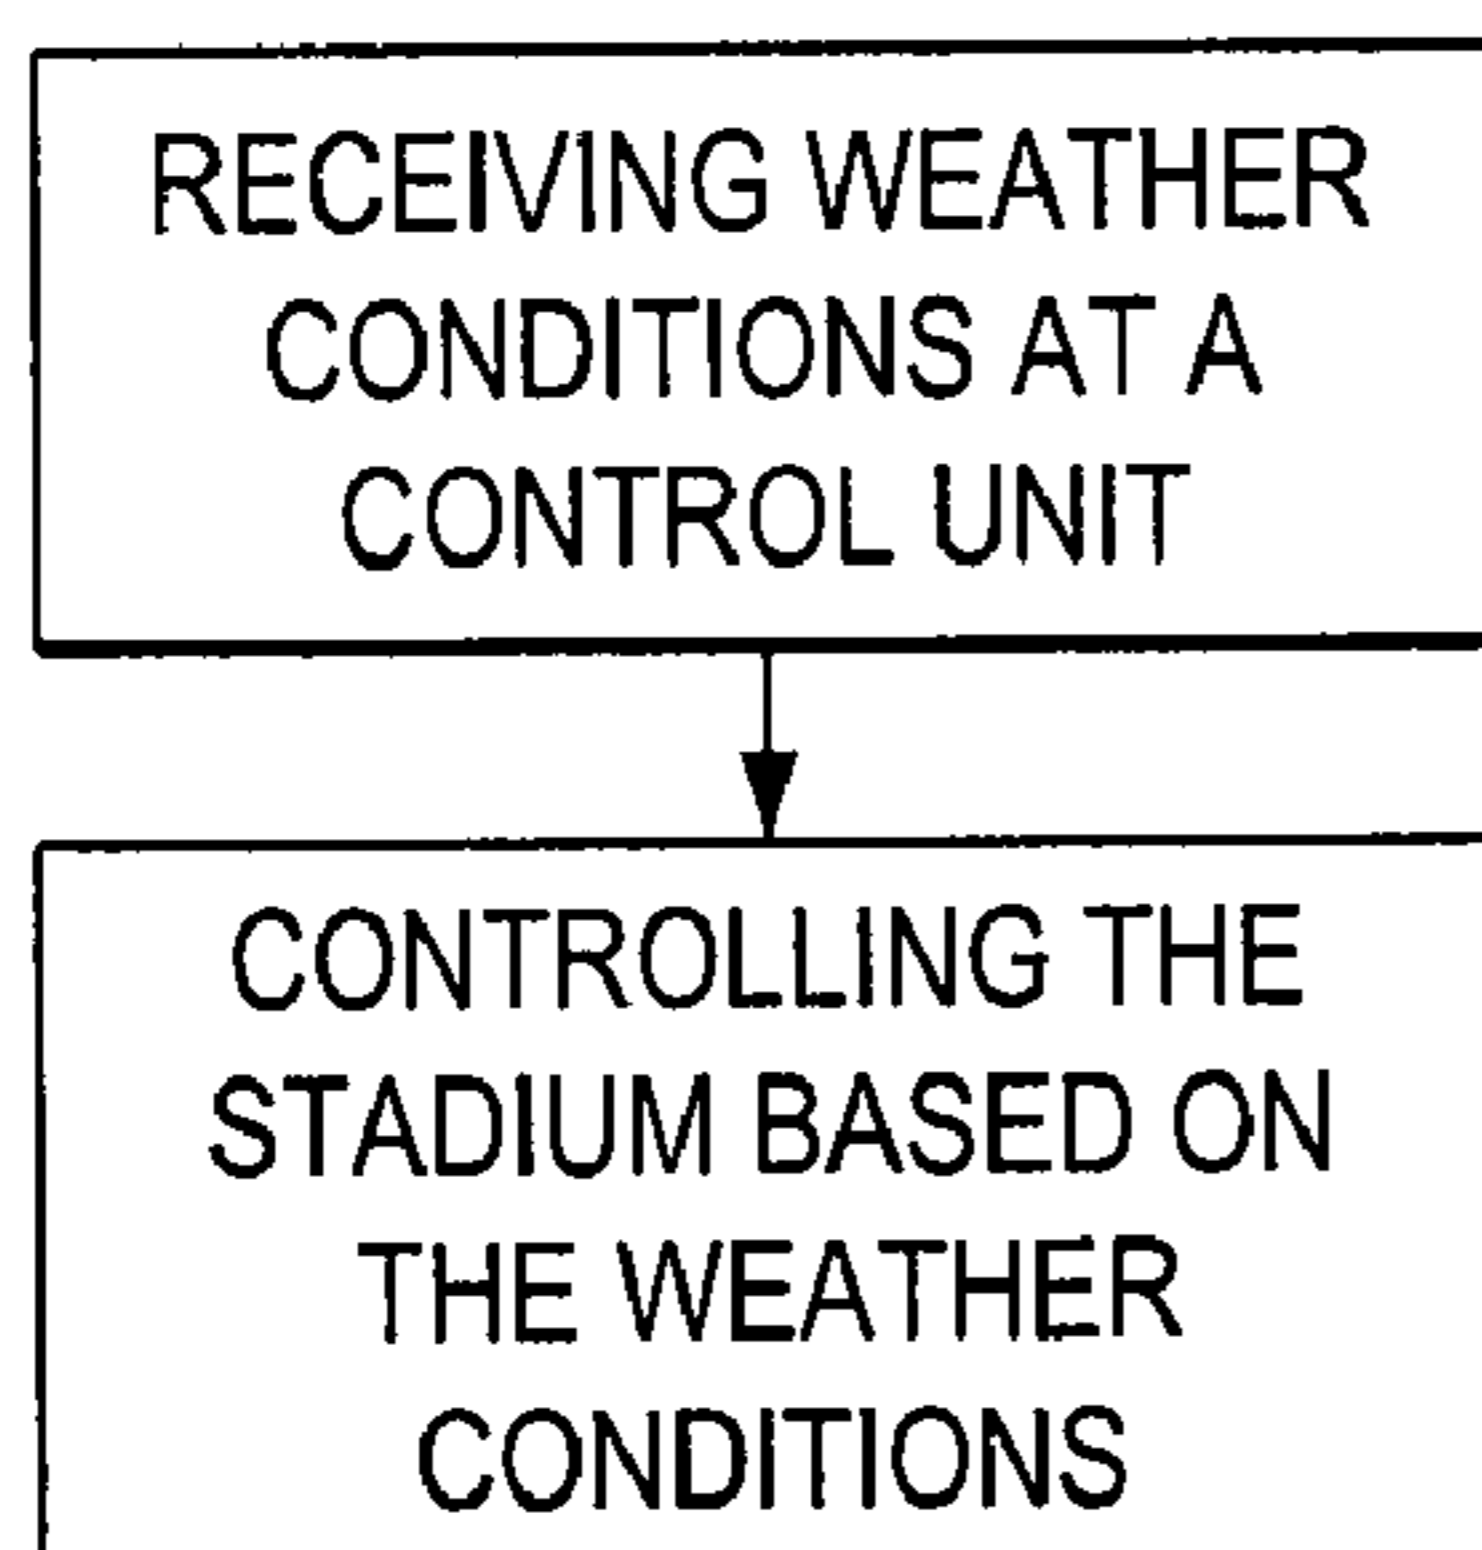 RECEIVING WEATHER
CONDITIONS AT A
CONTROL UNIT
CONTROLLING THE
STADIUM BASED ON
THE WEATHER
CONDITIONS